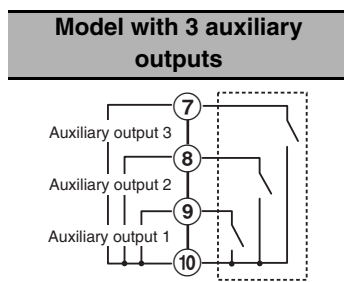 Model with 3 auxiliary
outputs
7
Auxiliary output 3
8
Auxiliary output 2
9
Auxiliary output 1
10